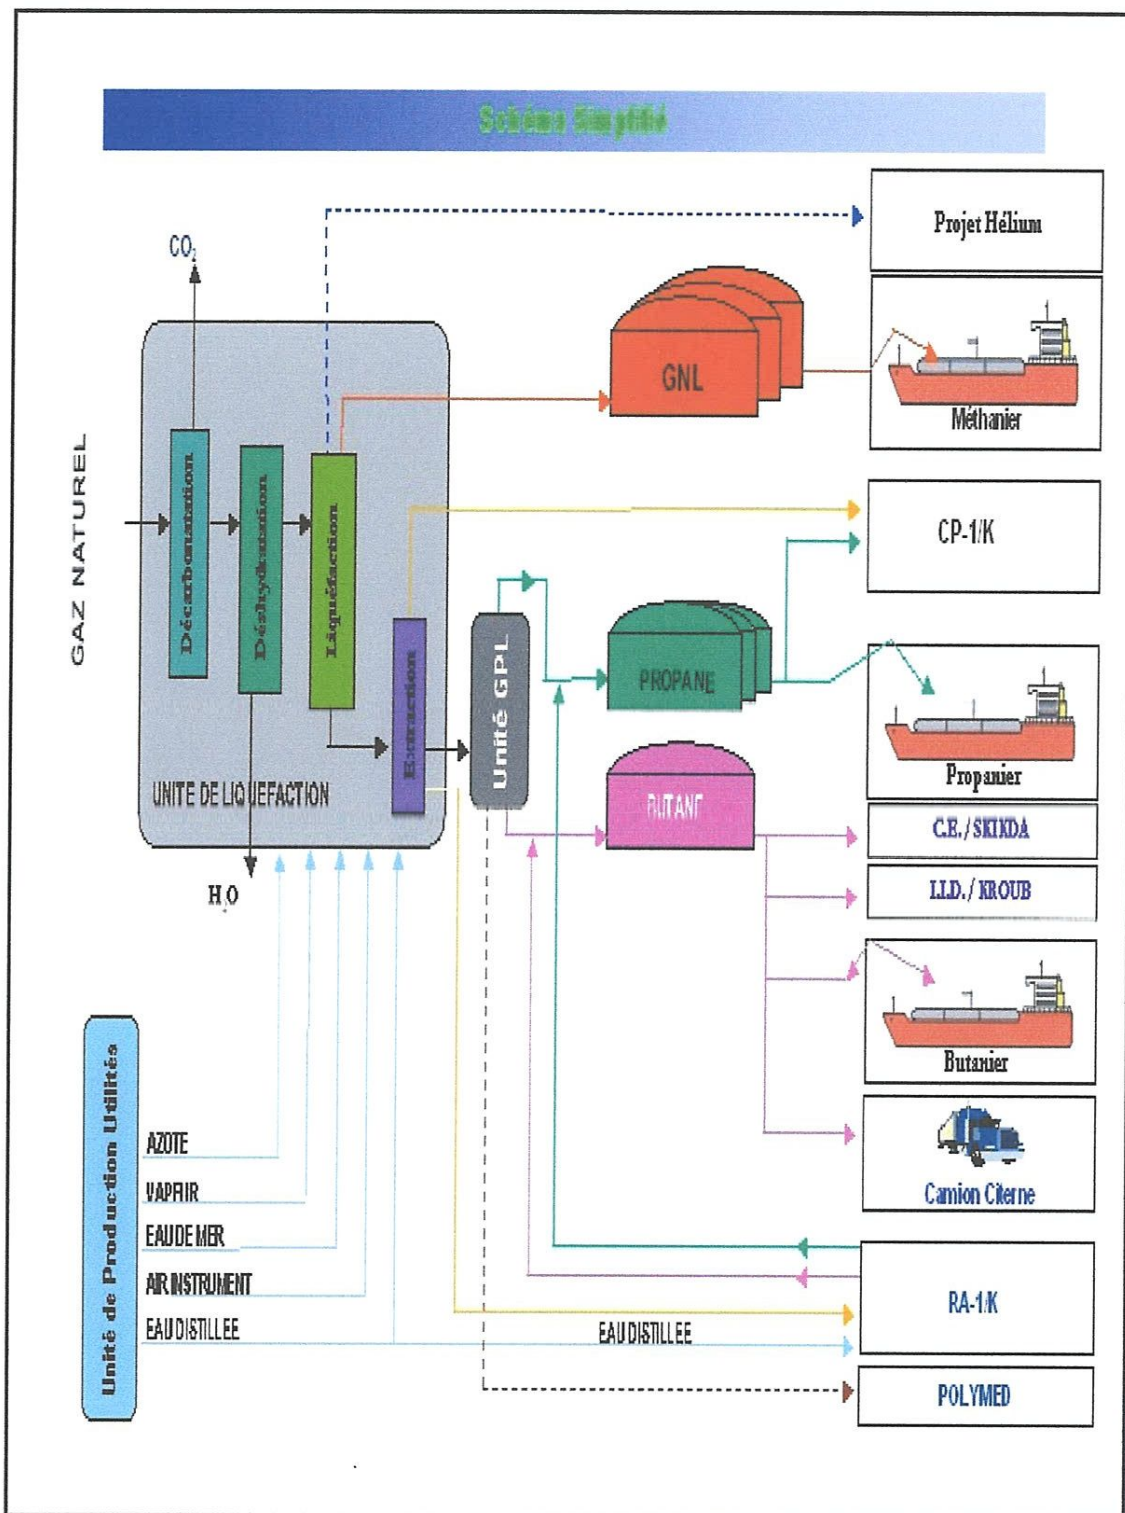 Schéma Simplifié
Projet Hélium
CO₂
GNL
Méthanier
GAZ NATUREL
Décarbonatation
Déshydratation
Liquéfaction
Extraction
CP-1/K
Unité GPL
PROPANE
Propanier
UNITE DE LIQUEFACTION
BUTANE
C.E. / SKIKDA
H₂O
I.I.D. / KROUB
Butanier
Unité de Production Utilités
AZOTE
VAPEUR
EAU DE MER
AIR INSTRUMENT
EAU DISTILLEE
EAU DISTILLEE
Camion Citerne
RA-1/K
POLYMED